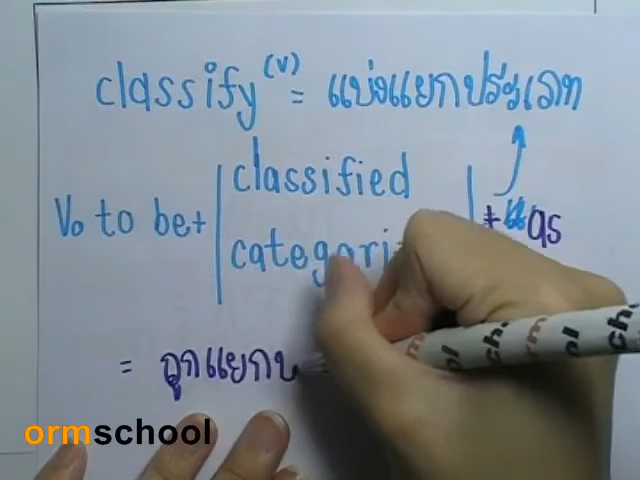 classify (v) = แบ่งแยกประเภท
V. to be + classified + as
categori
= ถูกแยก
ormschool